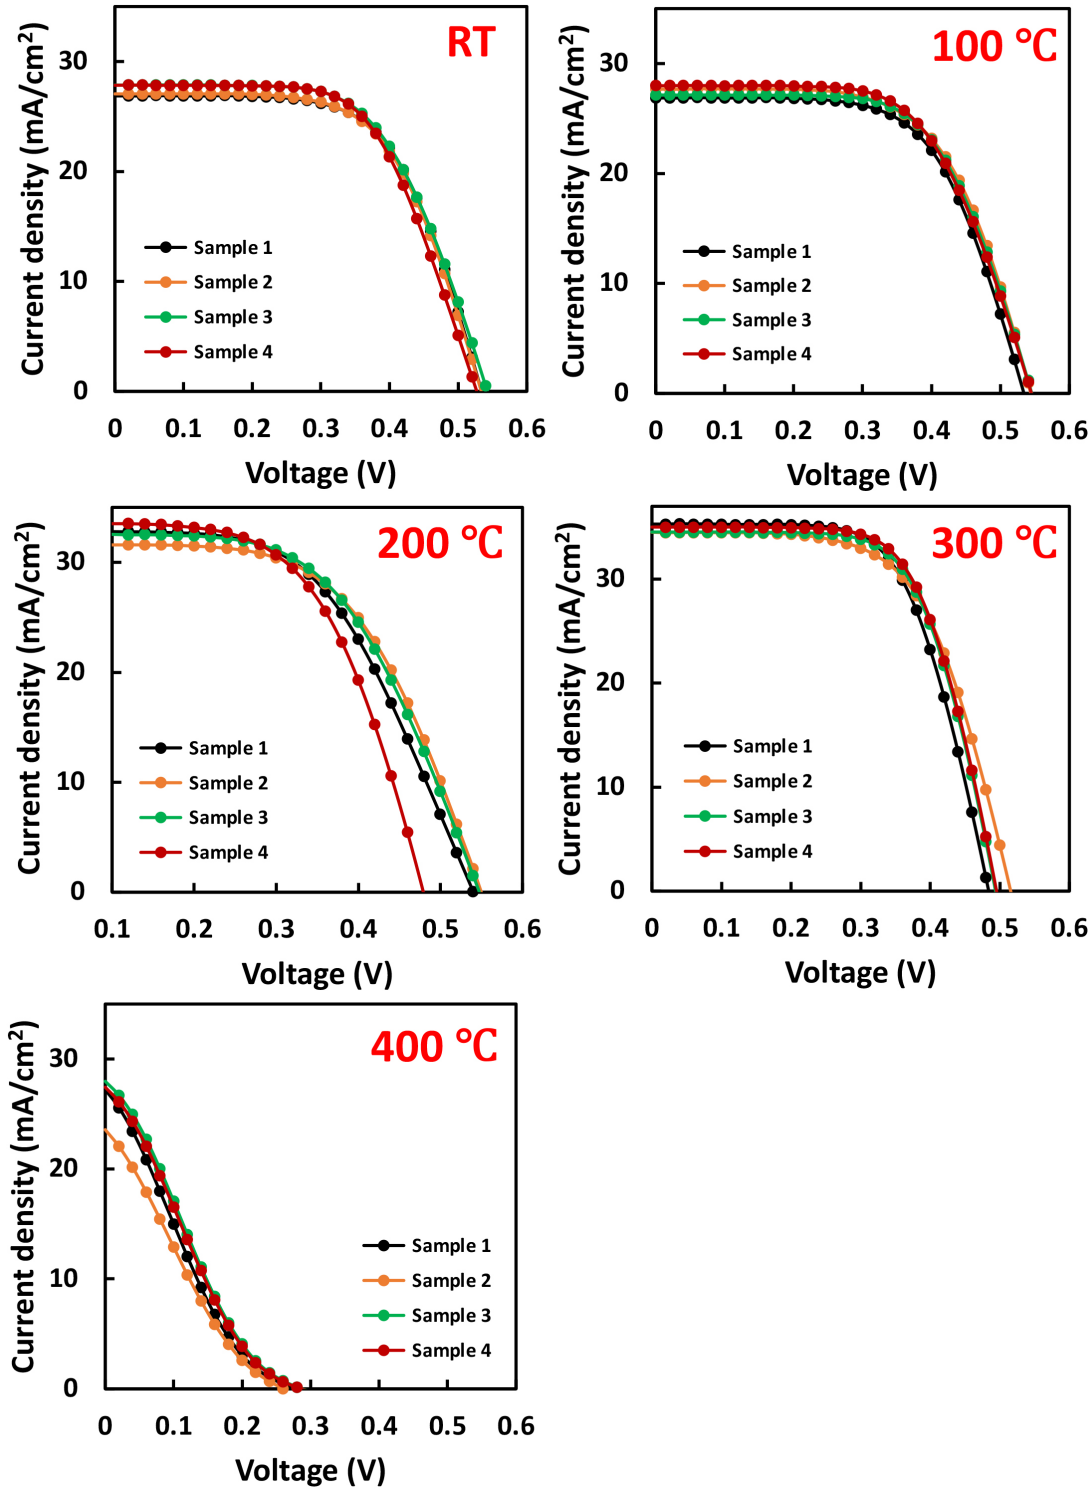 RT
Current density (mA/cm²)
30
20
10
0
Sample 1
Sample 2
Sample 3
Sample 4
0 0.1 0.2 0.3 0.4 0.5 0.6
Voltage (V)
100 ℃
Current density (mA/cm²)
30
20
10
0
Sample 1
Sample 2
Sample 3
Sample 4
0 0.1 0.2 0.3 0.4 0.5 0.6
Voltage (V)
200 ℃
Current density (mA/cm²)
30
20
10
0
Sample 1
Sample 2
Sample 3
Sample 4
0.1 0.2 0.3 0.4 0.5 0.6
Voltage (V)
300 ℃
Current density (mA/cm²)
30
20
10
0
Sample 1
Sample 2
Sample 3
Sample 4
0 0.1 0.2 0.3 0.4 0.5 0.6
Voltage (V)
400 ℃
Current density (mA/cm²)
30
20
10
0
Sample 1
Sample 2
Sample 3
Sample 4
0 0.1 0.2 0.3 0.4 0.5 0.6
Voltage (V)